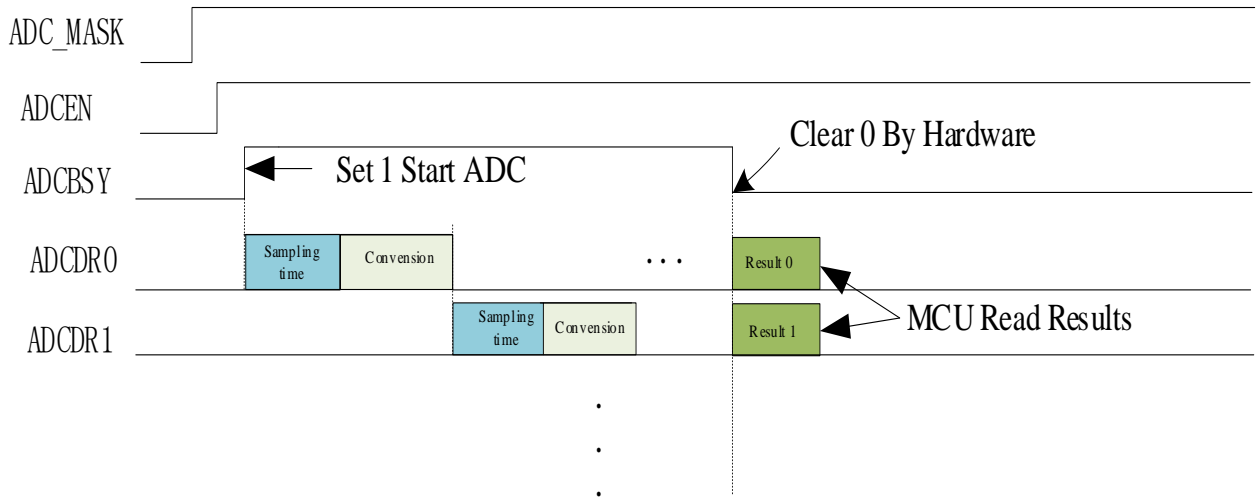 ADC_MASK
ADCEN
Clear 0 By Hardware
Set 1 Start ADC
ADCBSY
ADCDR0
Sampling
time
Convension
...
Result 0
MCU Read Results
ADCDR1
Sampling
time
Convension
Result 1
.
.
.